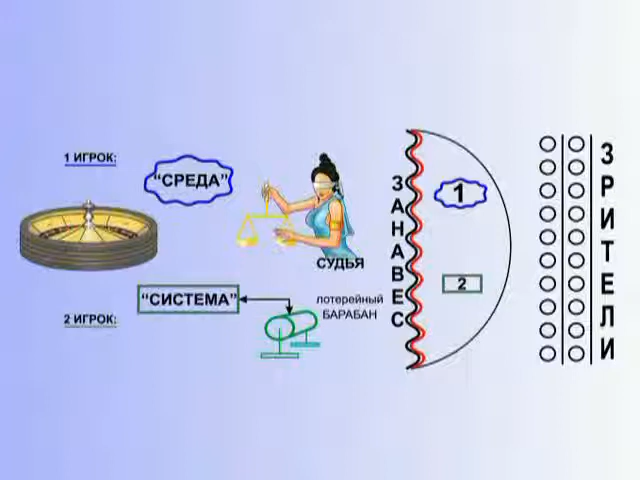 1 ИГРОК:
“СРЕДА”
СУДЬЯ
“СИСТЕМА”
2 ИГРОК:
лотерейный
БАРАБАН
ЗАНАВЕС
1
2
ЗРИТЕЛИ